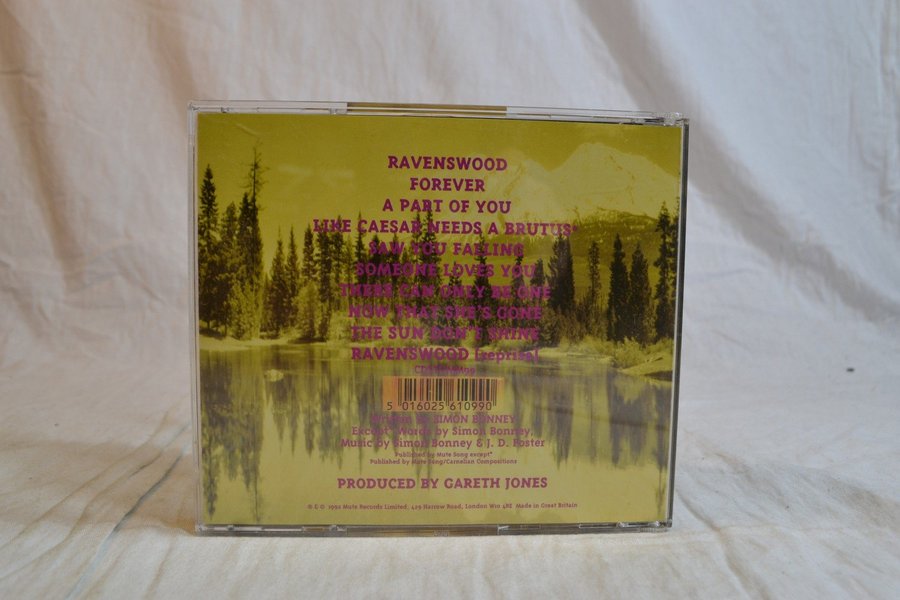 RAVENSWOOD
FOREVER
A PART OF YOU
LIKE CAESAR NEEDS A BRUTUS*
SAW YOU FALLING
SOMEONE LOVES YOU
THERE CAN ONLY BE ONE
NOW THAT SHE'S GONE
THE SUN DON'T SHINE
RAVENSWOOD [reprise]
5 016025 610990
Written by SIMON BONNEY
Except* Words by Simon Bonney,
Music by Simon Bonney & J. D. Foster
Published by Mute Song except*
Published by Mute Song/Carnelian Compositions
PRODUCED BY GARETH JONES
℗ © 1992 Mute Records Limited, 429 Harrow Road, London W10 4RE Made in Great Britain